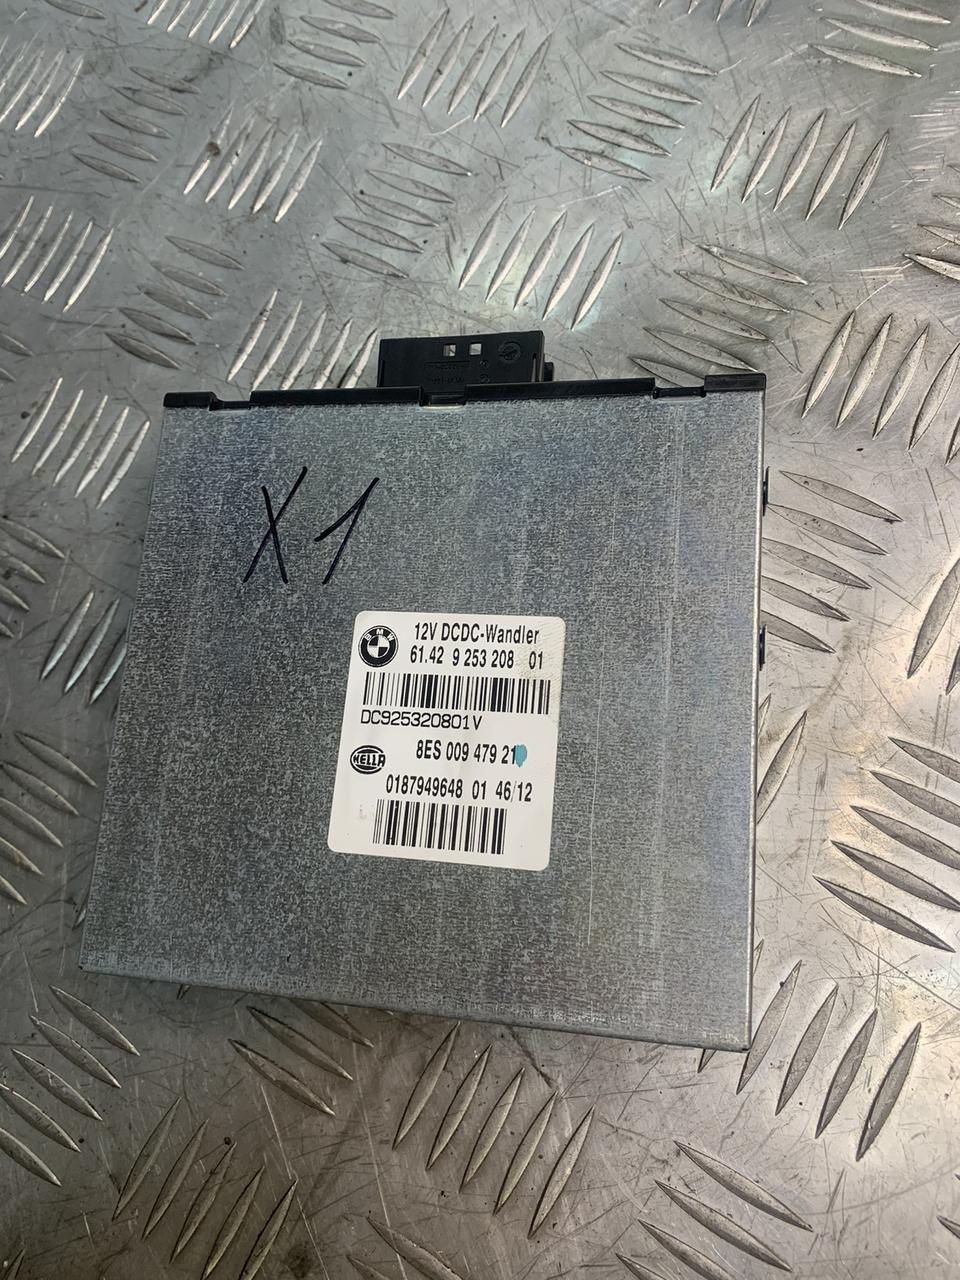 X1
BMW
12V DCDC-Wandler
61.42 9 253 208 01
DC925320801V
HELLA
8ES 009 479 21
0187949648 01 46/12